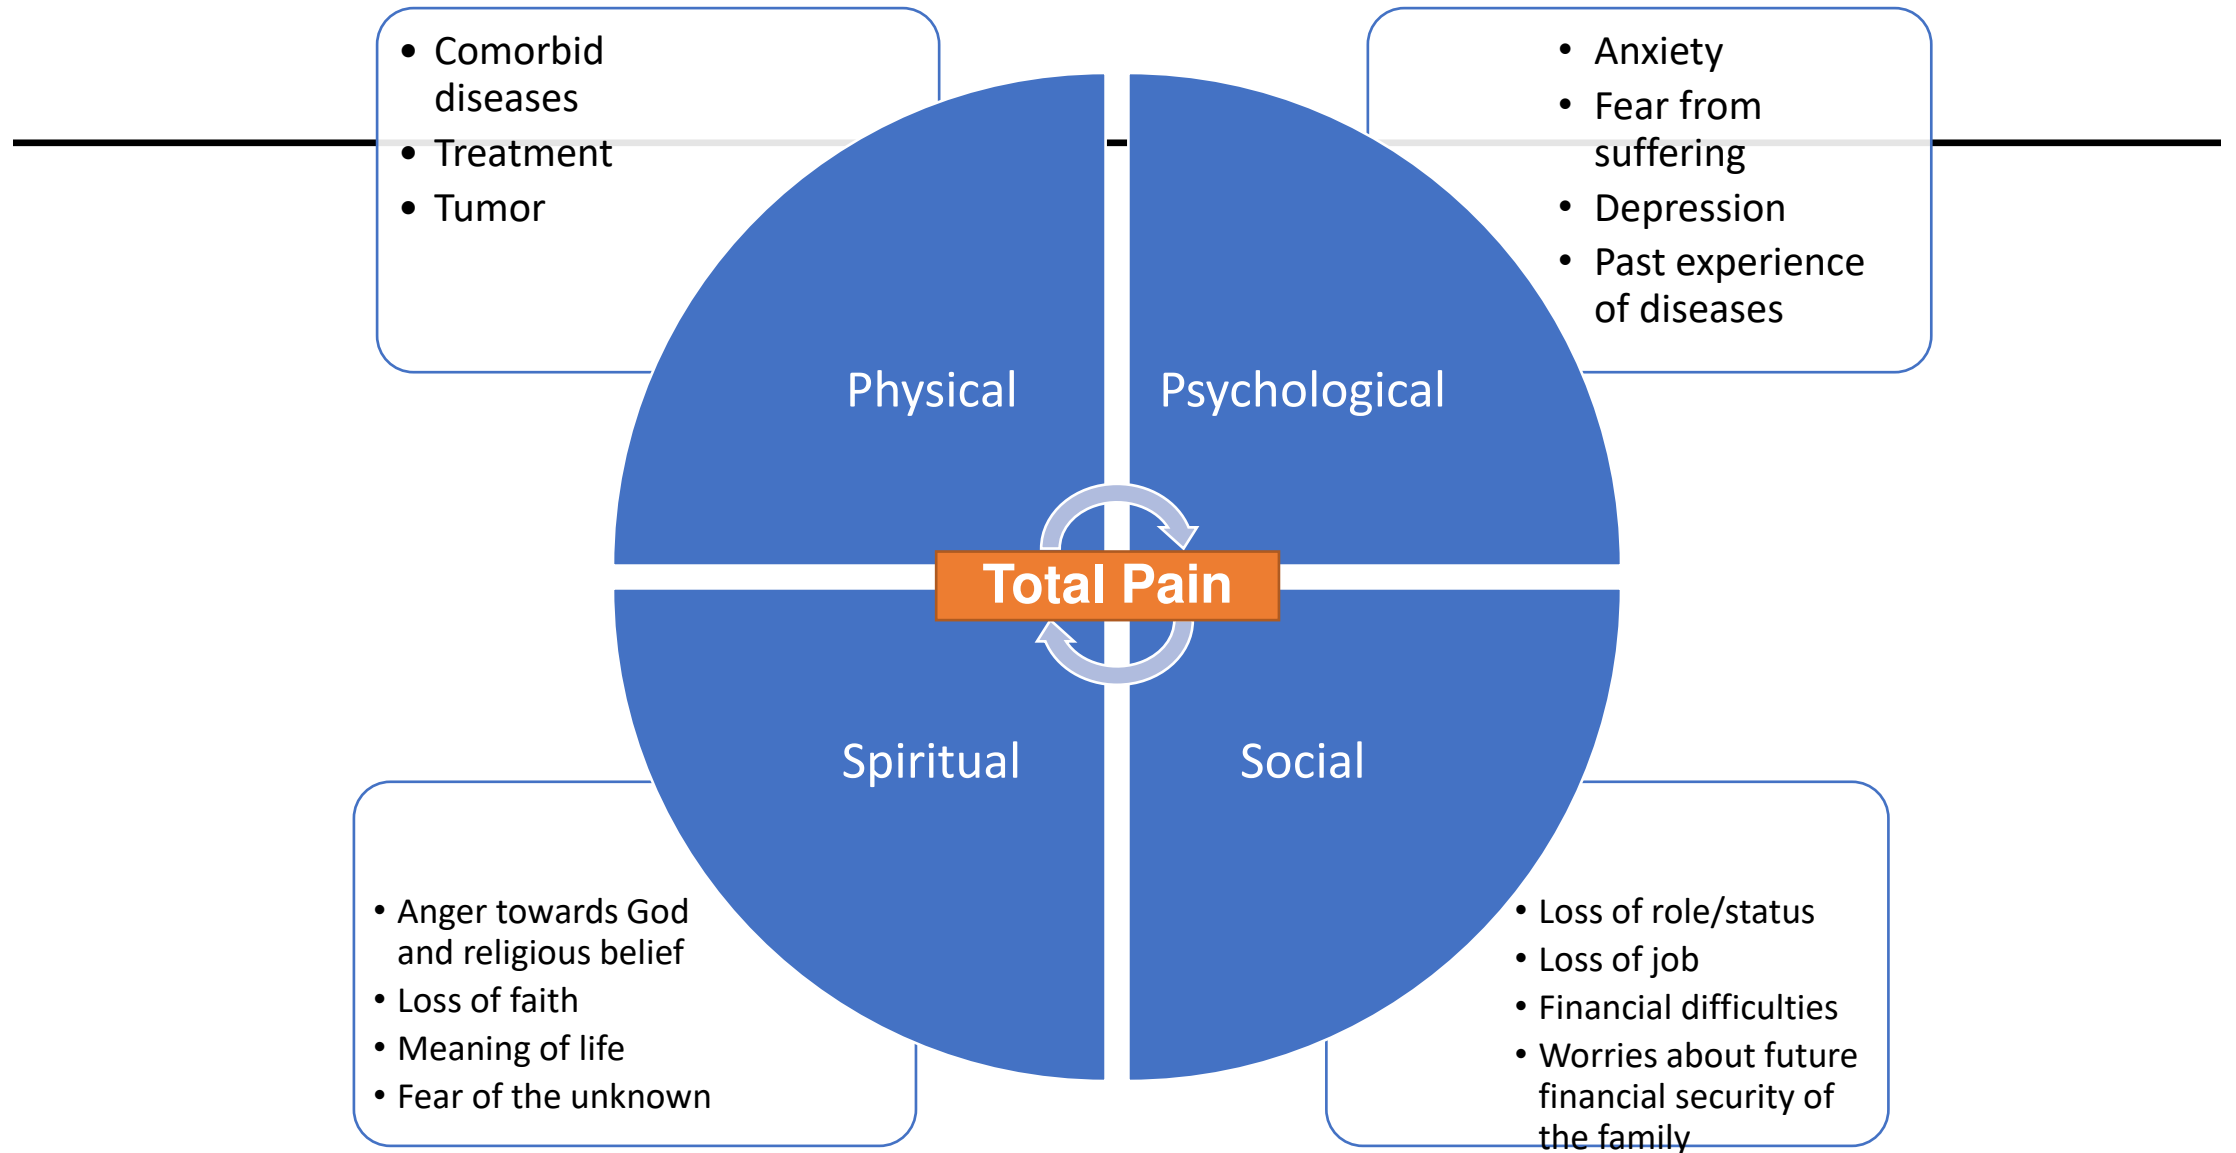 • Comorbid
diseases
• Treatment
• Tumor
• Anxiety
• Fear from
suffering
• Depression
• Past experience
of diseases
Physical
Psychological
Total Pain
Spiritual
Social
• Anger towards God
and religious belief
• Loss of faith
• Meaning of life
• Fear of the unknown
• Loss of role/status
• Loss of job
• Financial difficulties
• Worries about future
financial security of
the family